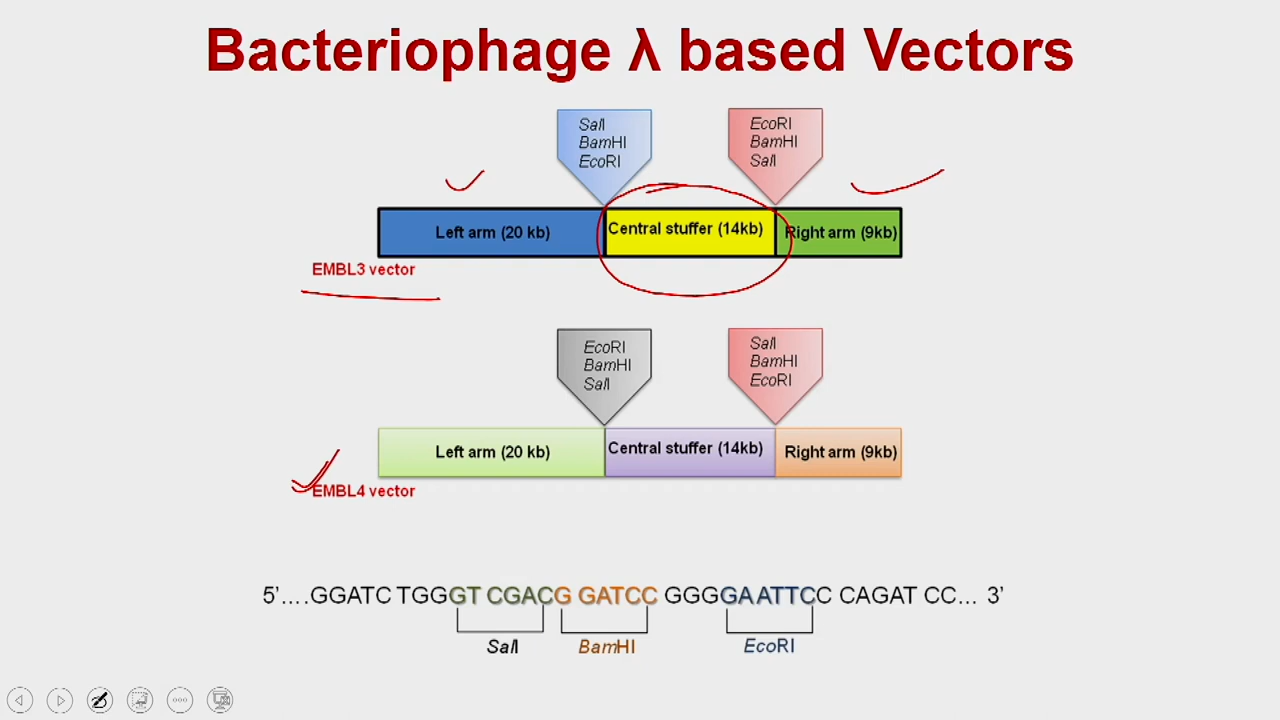 Bacteriophage λ based Vectors
SalI
BamHI
EcoRI
EcoRI
BamHI
SalI
Left arm (20 kb)
Central stuffer (14kb)
Right arm (9kb)
EMBL3 vector
EcoRI
BamHI
SalI
SalI
BamHI
EcoRI
Left arm (20 kb)
Central stuffer (14kb)
Right arm (9kb)
EMBL4 vector
5’....GGATC TGGGT CGACG GATCC GGGGAATTCC CAGAT CC... 3’
SalI
BamHI
EcoRI